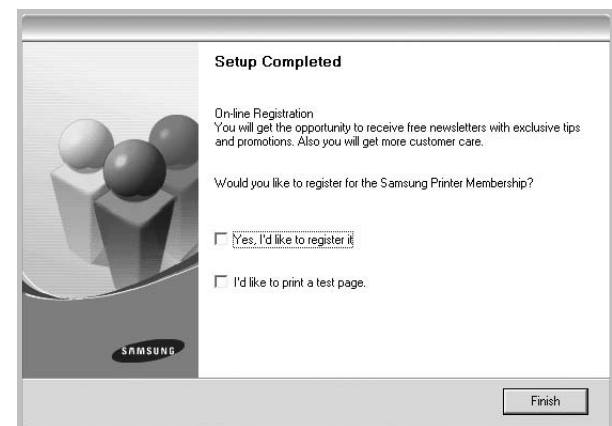 Setup Completed
On-line Registration
You will get the opportunity to receive free newsletters with exclusive tips
and promotions. Also you will get more customer care.
Would you like to register for the Samsung Printer Membership?
Yes, I'd like to register it
I'd like to print a test page.
SAMSUNG
Finish